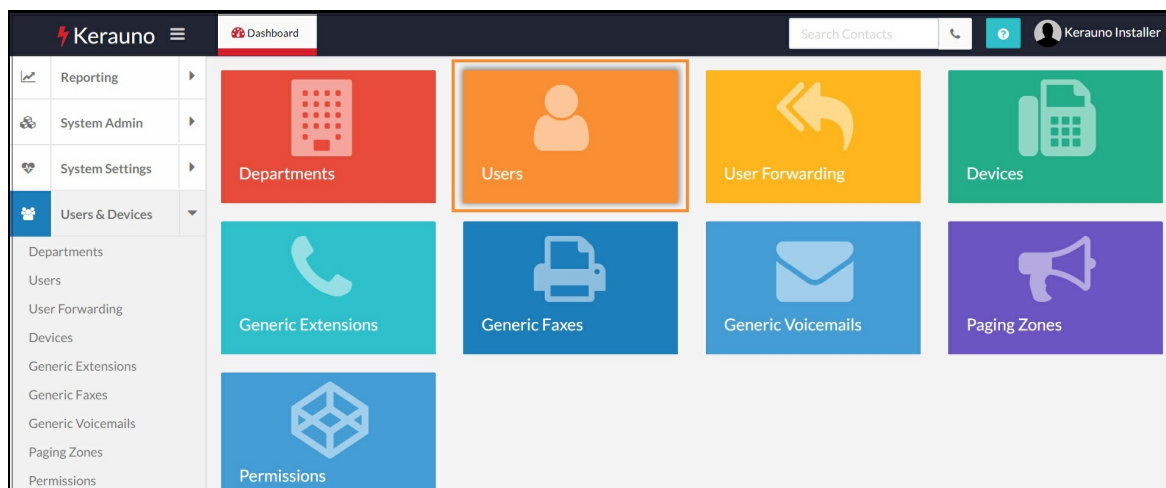 Kerauno
Dashboard
Search Contacts
Kerauno Installer
Reporting
System Admin
System Settings
Users & Devices
Departments
Users
User Forwarding
Devices
Generic Extensions
Generic Faxes
Generic Voicemails
Paging Zones
Permissions
Departments
Users
User Forwarding
Devices
Generic Extensions
Generic Faxes
Generic Voicemails
Paging Zones
Permissions